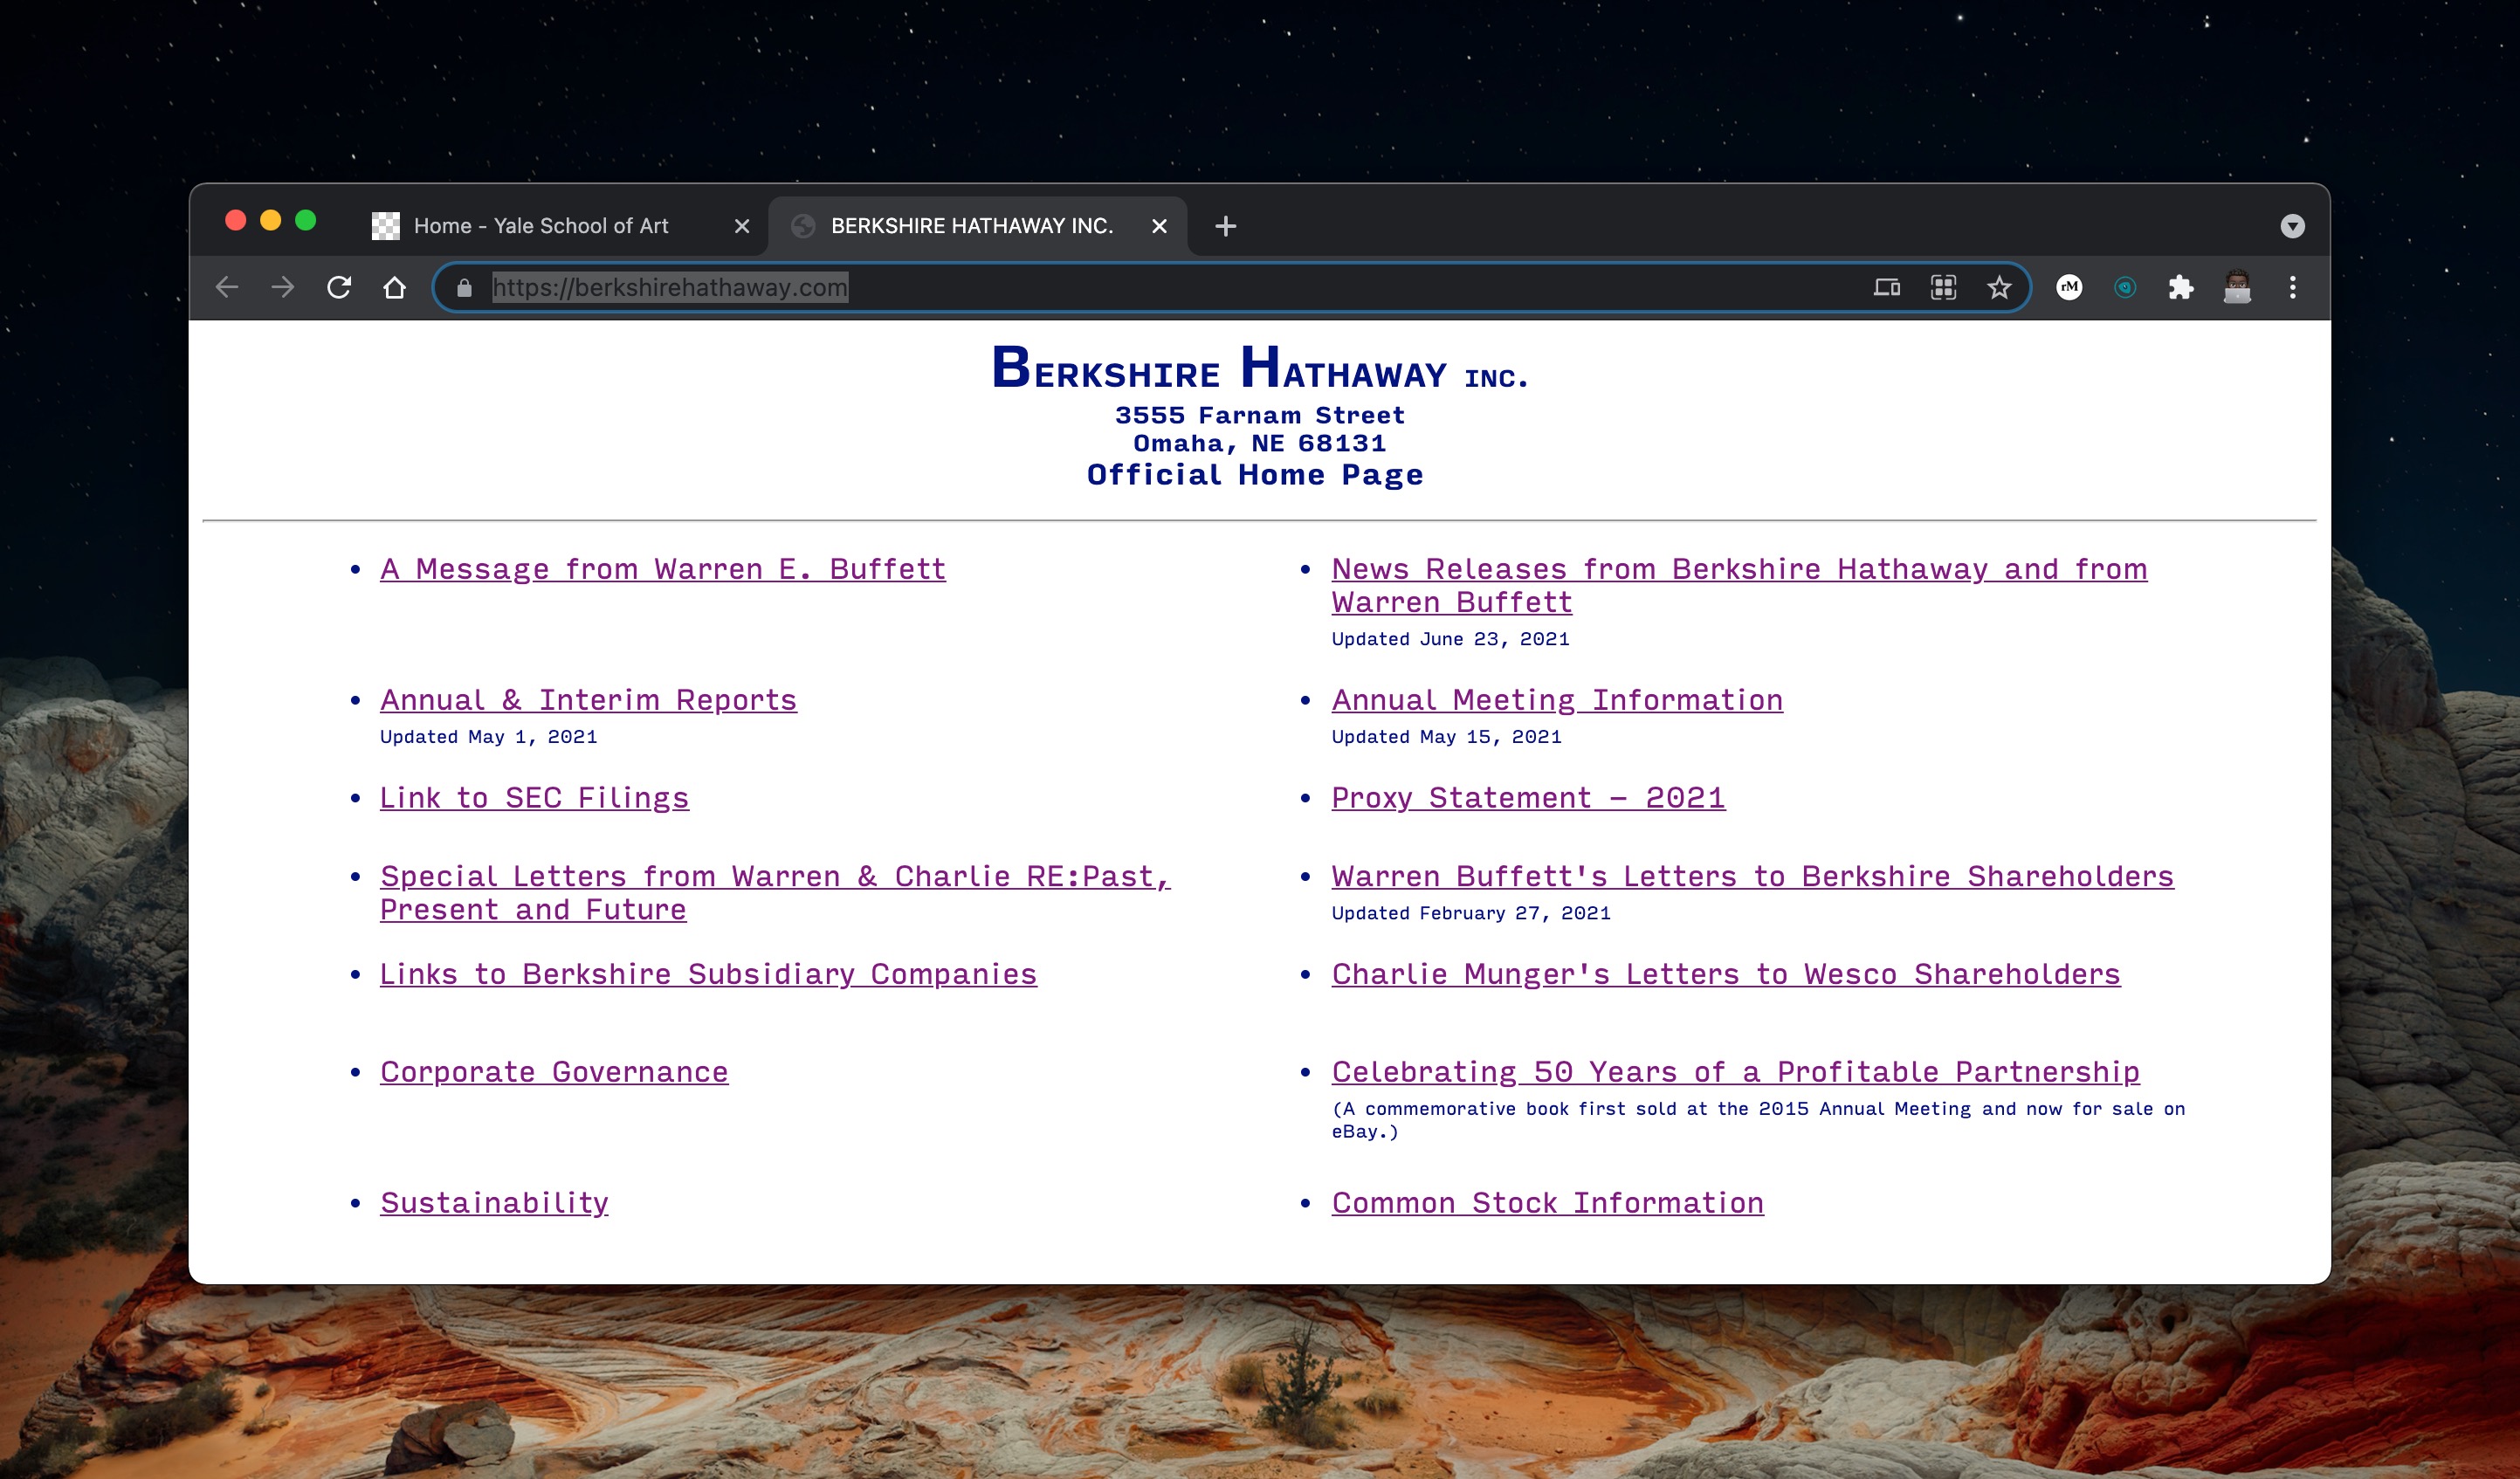 Home - Yale School of Art
BERKSHIRE HATHAWAY INC.
https://berkshirehathaway.com
rM
BERKSHIRE HATHAWAY INC.
3555 Farnam Street
Omaha, NE 68131
Official Home Page
A Message from Warren E. Buffett
News Releases from Berkshire Hathaway and from
Warren Buffett
Updated June 23, 2021
Annual & Interim Reports
Updated May 1, 2021
Annual Meeting Information
Updated May 15, 2021
Link to SEC Filings
Proxy Statement – 2021
Special Letters from Warren & Charlie RE:Past,
Present and Future
Warren Buffett's Letters to Berkshire Shareholders
Updated February 27, 2021
Links to Berkshire Subsidiary Companies
Charlie Munger's Letters to Wesco Shareholders
Corporate Governance
Celebrating 50 Years of a Profitable Partnership
(A commemorative book first sold at the 2015 Annual Meeting and now for sale on
eBay.)
Sustainability
Common Stock Information